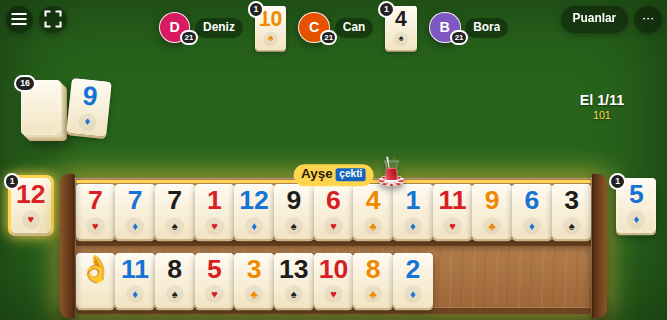 1 10 1 4
D 21 Deniz C 21 Can B 21 Bora
Puanlar ...
16 9
El 1/11
101
Ayşe çekti
1 12
7 7 7 1 12 9 6 4 1 11 9 6 3
1 5
11 8 5 3 13 10 8 2